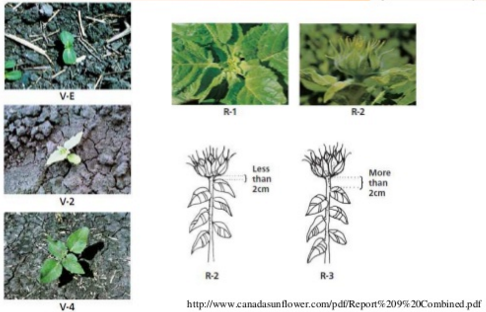 V-E
R-1
R-2
V-2
Less
than
2cm
More
than
2cm
R-2
R-3
V-4
http://www.canadasunflower.com/pdf/Report%209%20Combined.pdf